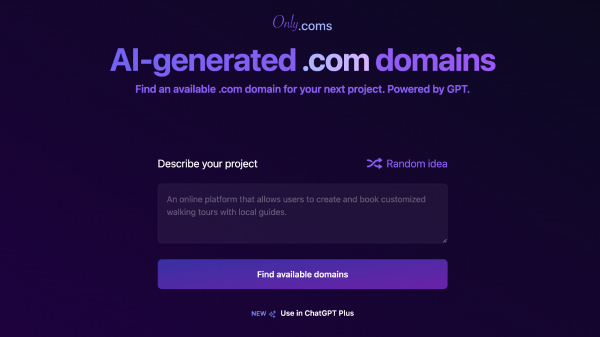 Only.coms
AI-generated .com domains
Find an available .com domain for your next project. Powered by GPT.
Describe your project
Random idea
An online platform that allows users to create and book customized
walking tours with local guides.
Find available domains
NEW Use in ChatGPT Plus